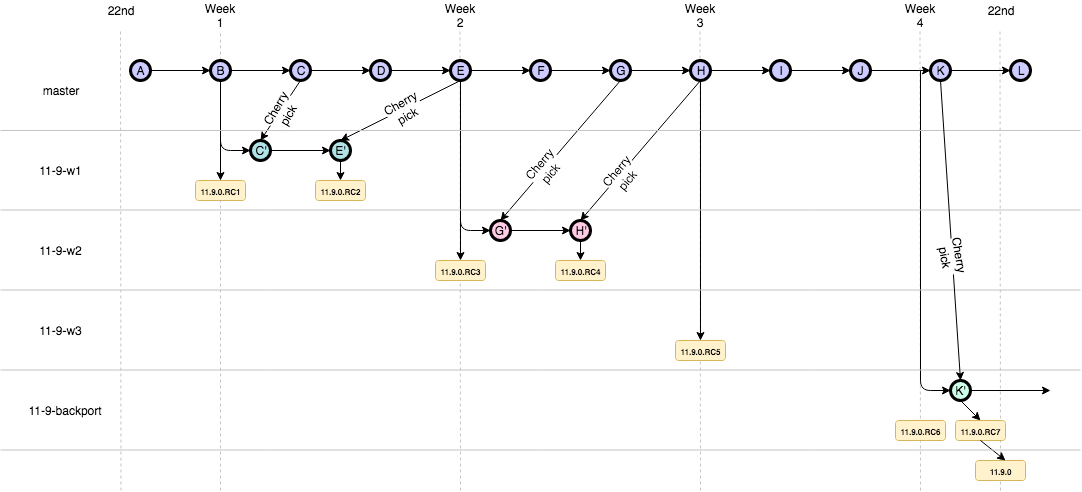 22nd
Week
1
Week
2
Week
3
Week
4
22nd
A
B
C
D
E
F
G
H
I
J
K
L
master
Cherry
pick
Cherry
pick
11-9-w1
C'
E'
Cherry
pick
Cherry
pick
11.9.0.RC1
11.9.0.RC2
11-9-w2
G'
H'
Cherry
pick
11.9.0.RC3
11.9.0.RC4
11-9-w3
11.9.0.RC5
11-9-backport
K'
11.9.0.RC6
11.9.0.RC7
11.9.0